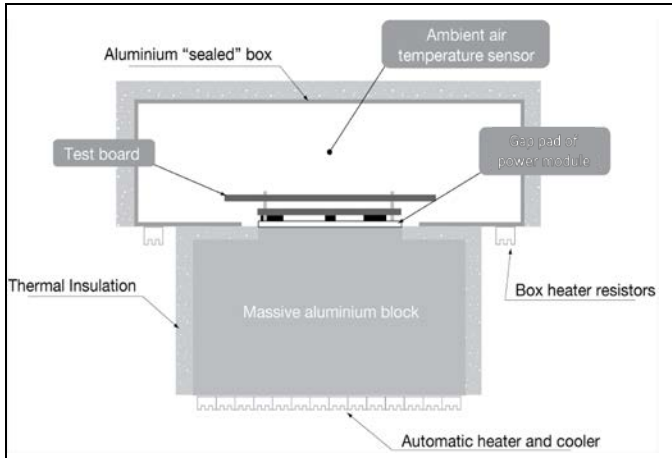 Ambient air
temperature sensor
Aluminium “sealed” box
Test board
Gap pad of
power module
Thermal Insulation
Massive aluminium block
Box heater resistors
Automatic heater and cooler